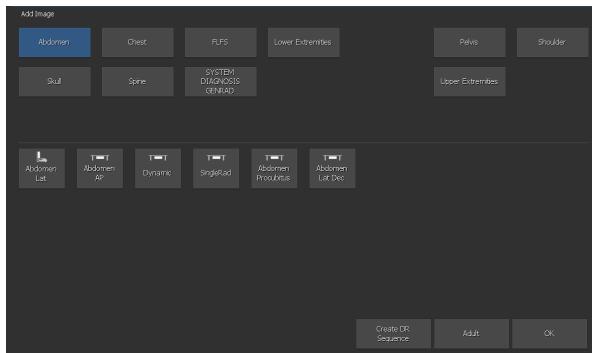 Add Image
Abdomen
Chest
FLFS
Lower Extremities
Pelvis
Shoulder
Skull
Spine
SYSTEM
DIAGNOSIS
GENRAD
Upper Extremities
Abdomen
Lat
Abdomen
AP
Dynamic
SingleRad
Abdomen
Procubitus
Abdomen
Lat Dec
Create DR
Sequence
Adult
OK